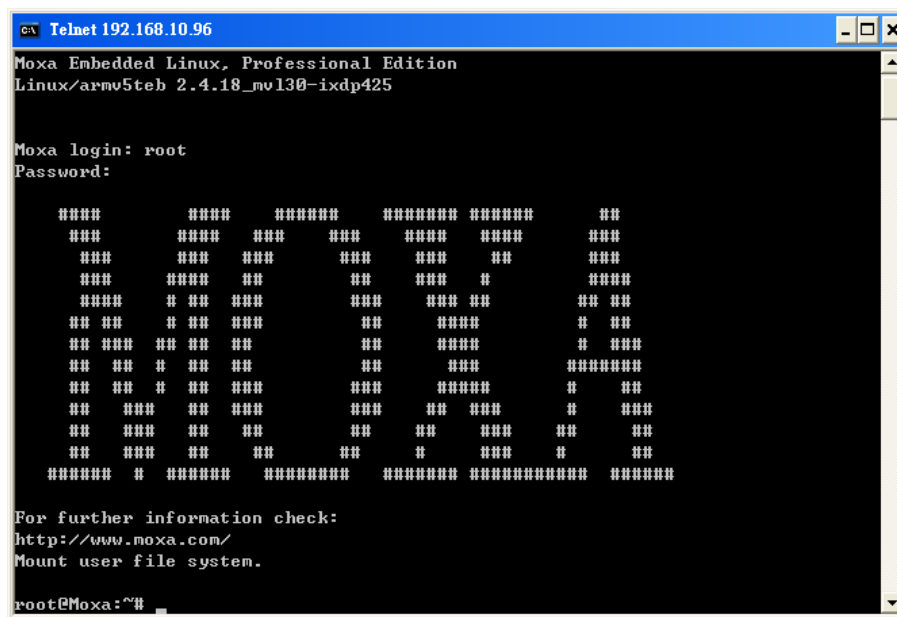 Telnet 192.168.10.96
Moxa Embedded Linux, Professional Edition
Linux/armv5teb 2.4.18_mvl30-ixdp425
Moxa login: root
Password:
MOXA
For further information check:
http://www.moxa.com/
Mount user file system.
root@Moxa:~# _